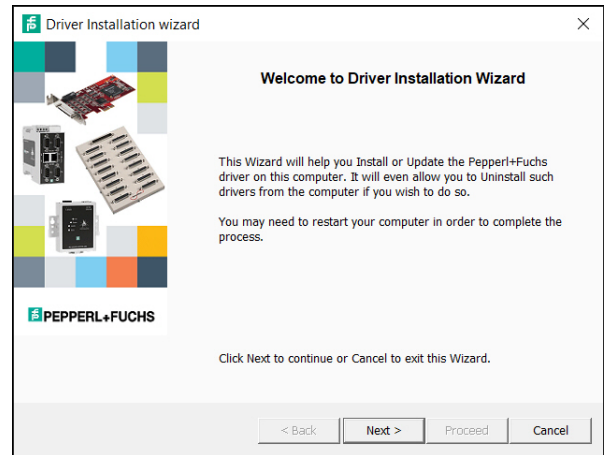 Driver Installation wizard
Welcome to Driver Installation Wizard
This Wizard will help you Install or Update the Pepperl+Fuchs
driver on this computer. It will even allow you to Uninstall such
drivers from the computer if you wish to do so.
You may need to restart your computer in order to complete the
process.
PEPPERL+FUCHS
Click Next to continue or Cancel to exit this Wizard.
< Back
Next >
Proceed
Cancel